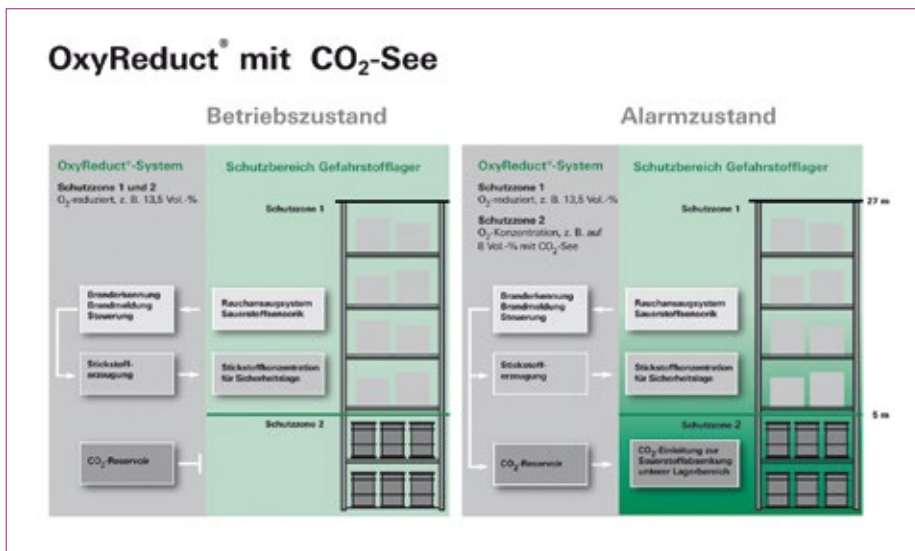 OxyReduct® mit CO₂-See
Betriebszustand
Alarmzustand
OxyReduct®-System
Schutzzone 1 und 2
O₂-reduziert, z. B. 13,5 Vol.-%
Schutzbereich Gefahrstofflager
Schutzzone 1
Branderkennung
Brandmeldung
Steuerung
Rauchansaugsystem
Sauerstoffsensorik
Stickstoff-
erzeugung
Stickstoffkonzentration
für Sicherheitslage
Schutzzone 2
CO₂-Reservoir
OxyReduct®-System
Schutzzone 1
O₂-reduziert, z. B. 13,5 Vol.-%
Schutzzone 2
O₂-Konzentration, z. B. auf
8 Vol.-% mit CO₂-See
Schutzbereich Gefahrstofflager
Schutzzone 1
27 m
Branderkennung
Brandmeldung
Steuerung
Rauchansaugsystem
Sauerstoffsensorik
Stickstoff-
erzeugung
Stickstoffkonzentration
für Sicherheitslage
5 m
Schutzzone 2
CO₂-Reservoir
CO₂-Einleitung zur
Sauerstoffabsenkung
unterer Lagerbereich